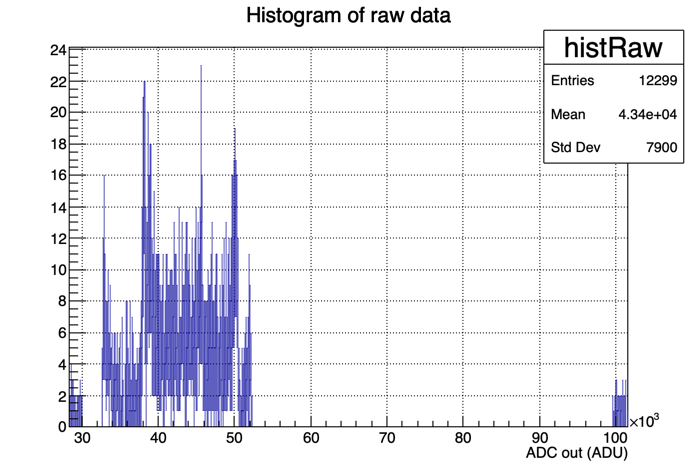 Histogram of raw data
histRaw
Entries 12299
Mean 4.34e+04
Std Dev 7900
24
22
20
18
16
14
12
10
8
6
4
2
0
30 40 50 60 70 80 90 100 ×10³
ADC out (ADU)